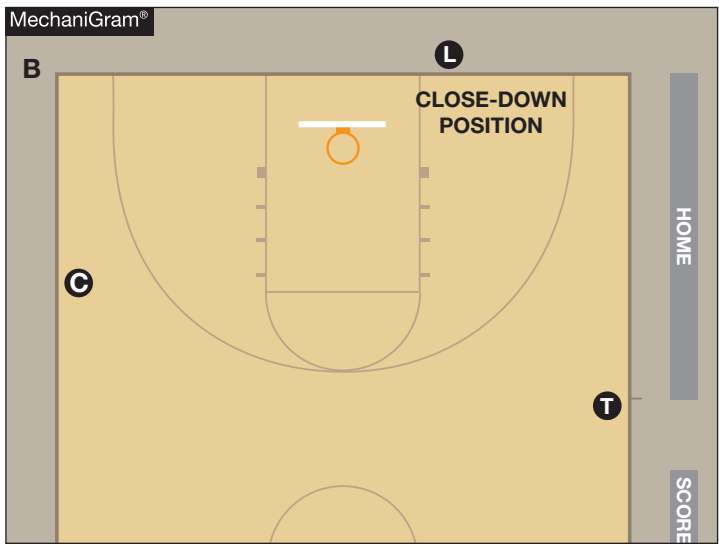 MechaniGram®
B
L
CLOSE-DOWN
POSITION
HOME
C
T
SCORE